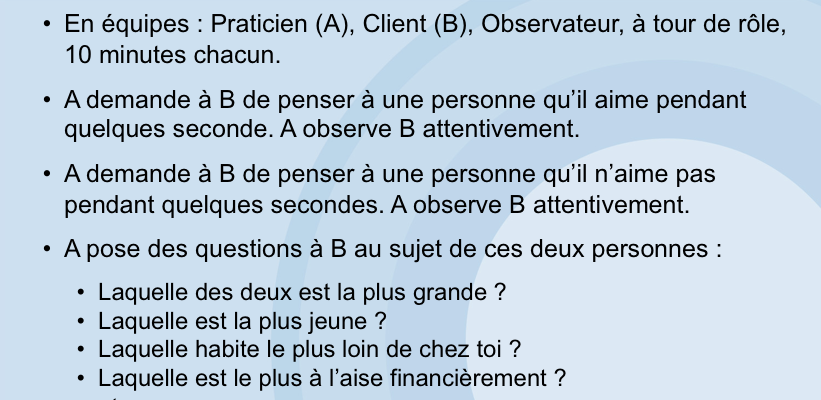 • En équipes : Praticien (A), Client (B), Observateur, à tour de rôle,
10 minutes chacun.
• A demande à B de penser à une personne qu’il aime pendant
quelques seconde. A observe B attentivement.
• A demande à B de penser à une personne qu’il n’aime pas
pendant quelques secondes. A observe B attentivement.
• A pose des questions à B au sujet de ces deux personnes :
• Laquelle des deux est la plus grande ?
• Laquelle est la plus jeune ?
• Laquelle habite le plus loin de chez toi ?
• Laquelle est le plus à l’aise financièrement ?